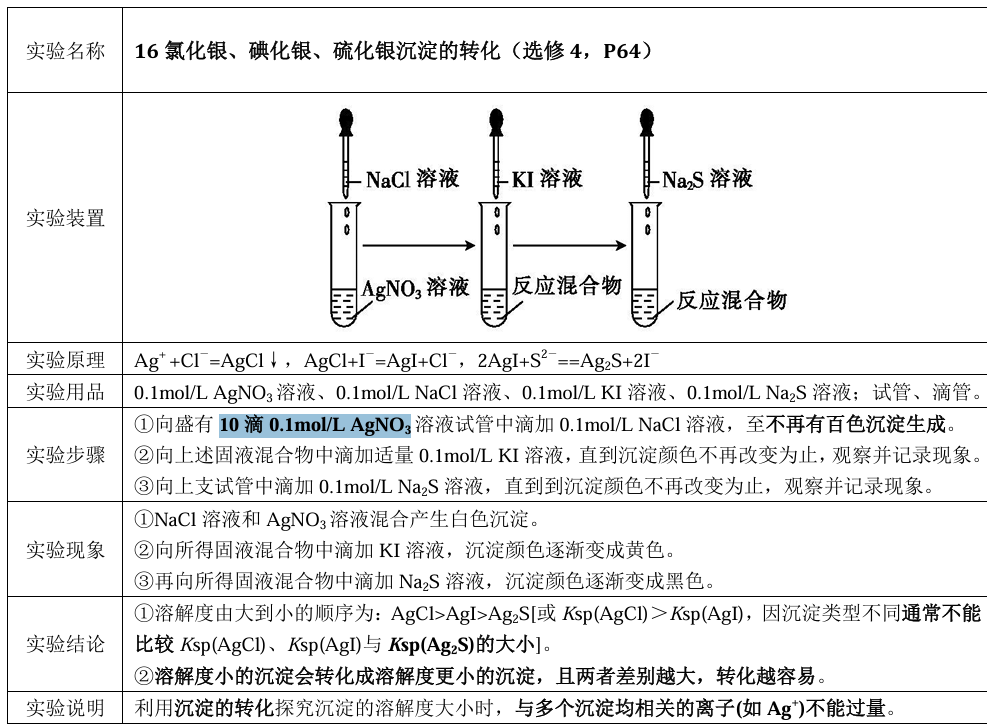 实验名称 16 氯化银、碘化银、硫化银沉淀的转化（选修 4，P64）
实验装置
NaCl 溶液 KI 溶液 Na₂S 溶液
AgNO₃ 溶液 反应混合物 反应混合物
实验原理 Ag⁺+Cl⁻=AgCl↓，AgCl+I⁻=AgI+Cl⁻，2AgI+S²⁻==Ag₂S+2I⁻
实验用品 0.1mol/L AgNO₃ 溶液、0.1mol/L NaCl 溶液、0.1mol/L KI 溶液、0.1mol/L Na₂S 溶液；试管、滴管。
实验步骤
①向盛有 10 滴 0.1mol/L AgNO₃ 溶液试管中滴加 0.1mol/L NaCl 溶液，至不再有百色沉淀生成。
②向上述固液混合物中滴加适量 0.1mol/L KI 溶液，直到沉淀颜色不再改变为止，观察并记录现象。
③向上支试管中滴加 0.1mol/L Na₂S 溶液，直到到沉淀颜色不再改变为止，观察并记录现象。
实验现象
①NaCl 溶液和 AgNO₃ 溶液混合产生白色沉淀。
②向所得固液混合物中滴加 KI 溶液，沉淀颜色逐渐变成黄色。
③再向所得固液混合物中滴加 Na₂S 溶液，沉淀颜色逐渐变成黑色。
实验结论
①溶解度由大到小的顺序为：AgCl>AgI>Ag₂S[或 Ksp(AgCl)＞Ksp(AgI)，因沉淀类型不同通常不能
比较 Ksp(AgCl)、Ksp(AgI)与 Ksp(Ag₂S)的大小]。
②溶解度小的沉淀会转化成溶解度更小的沉淀，且两者差别越大，转化越容易。
实验说明 利用沉淀的转化探究沉淀的溶解度大小时，与多个沉淀均相关的离子(如 Ag⁺)不能过量。